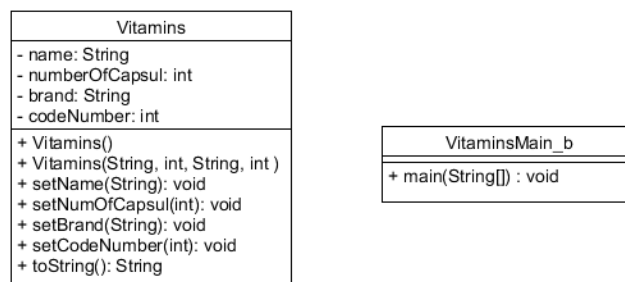 Vitamins
- name: String
- numberOfCapsul: int
- brand: String
- codeNumber: int
+ Vitamins()
+ Vitamins(String, int, String, int )
+ setName(String): void
+ setNumOfCapsul(int): void
+ setBrand(String): void
+ setCodeNumber(int): void
+ toString(): String
VitaminsMain_b
+ main(String[]) : void